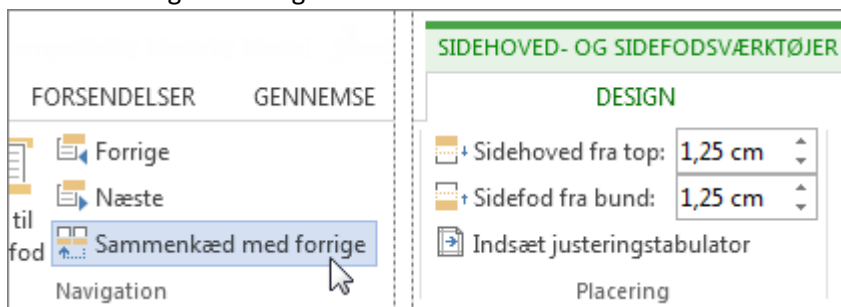 SIDEHOVED- OG SIDEFODSVÆRKTØJER
FORSENDELSER GENNEMSE DESIGN
Forrige Sidehoved fra top: 1,25 cm
Næste Sidefod fra bund: 1,25 cm
til
fod Sammenkæd med forrige Indsæt justeringstabulator
Navigation Placering